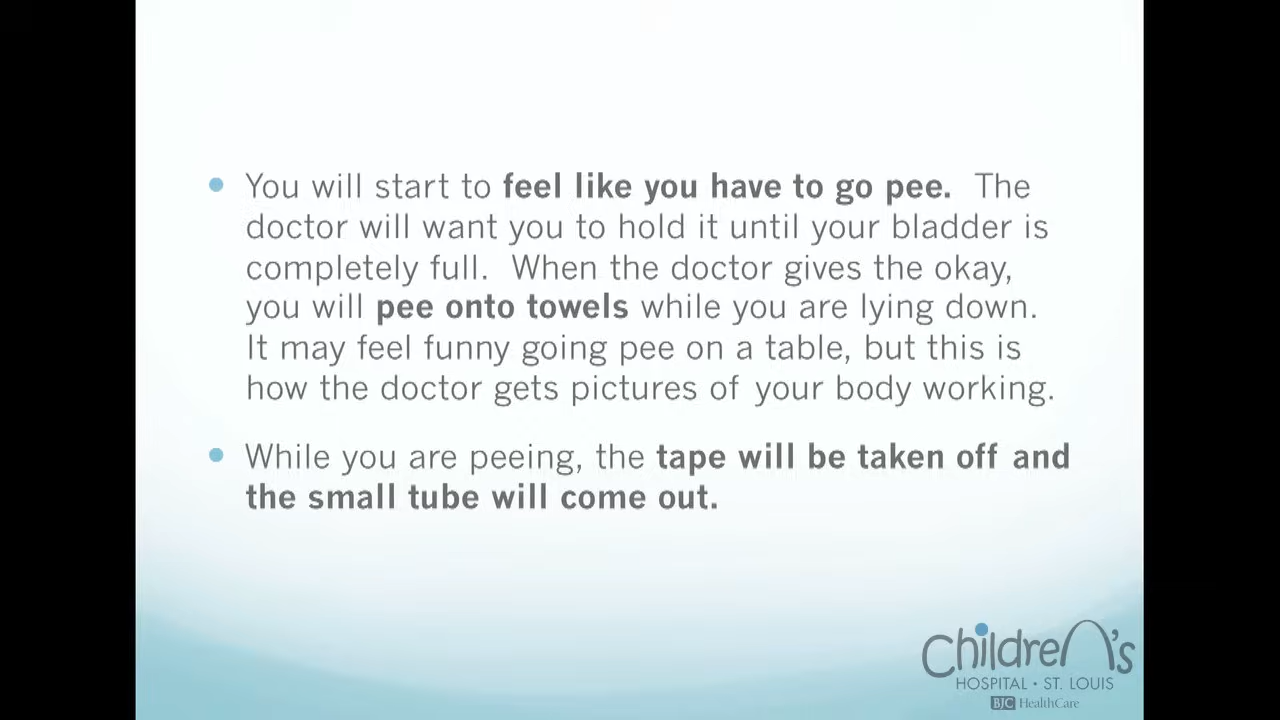 You will start to feel like you have to go pee. The
doctor will want you to hold it until your bladder is
completely full. When the doctor gives the okay,
you will pee onto towels while you are lying down.
It may feel funny going pee on a table, but this is
how the doctor gets pictures of your body working.
While you are peeing, the tape will be taken off and
the small tube will come out.
Children's
HOSPITAL • ST. LOUIS
BJC HealthCare